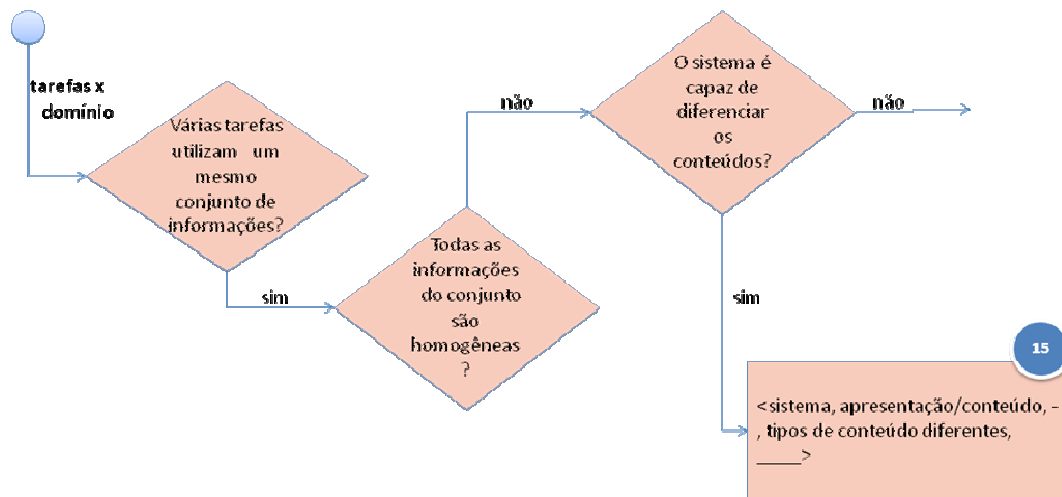 tarefas x
domínio
Várias tarefas
utilizam um
mesmo
conjunto de
informações?
sim
Todas as
informações
do conjunto
são
homogêneas
?
não
O sistema é
capaz de
diferenciar
os
conteúdos?
não
sim
15
<sistema, apresentação/conteúdo, –
, tipos de conteúdo diferentes,
_____>